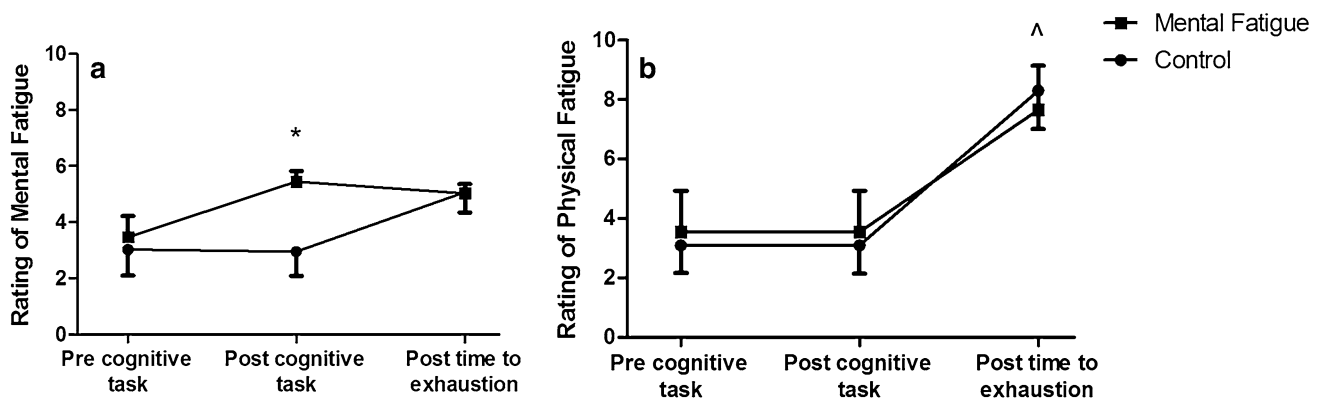 a
Rating of Mental Fatigue
10
8
6
4
2
0
*
Pre cognitive
task
Post cognitive
task
Post time to
exhaustion
b
Rating of Physical Fatigue
10
8
6
4
2
0
^
Pre cognitive
task
Post cognitive
task
Post time to
exhaustion
Mental Fatigue
Control